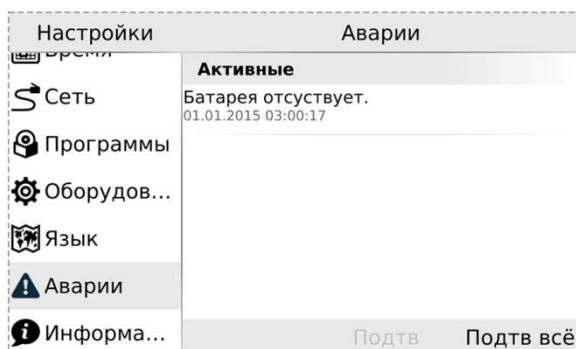 Настройки
Аварии
Время
Активные
Сеть
Батарея отсуствует.
01.01.2015 03:00:17
Программы
Оборудов...
Язык
Аварии
Информа...
Подтв
Подтв всё